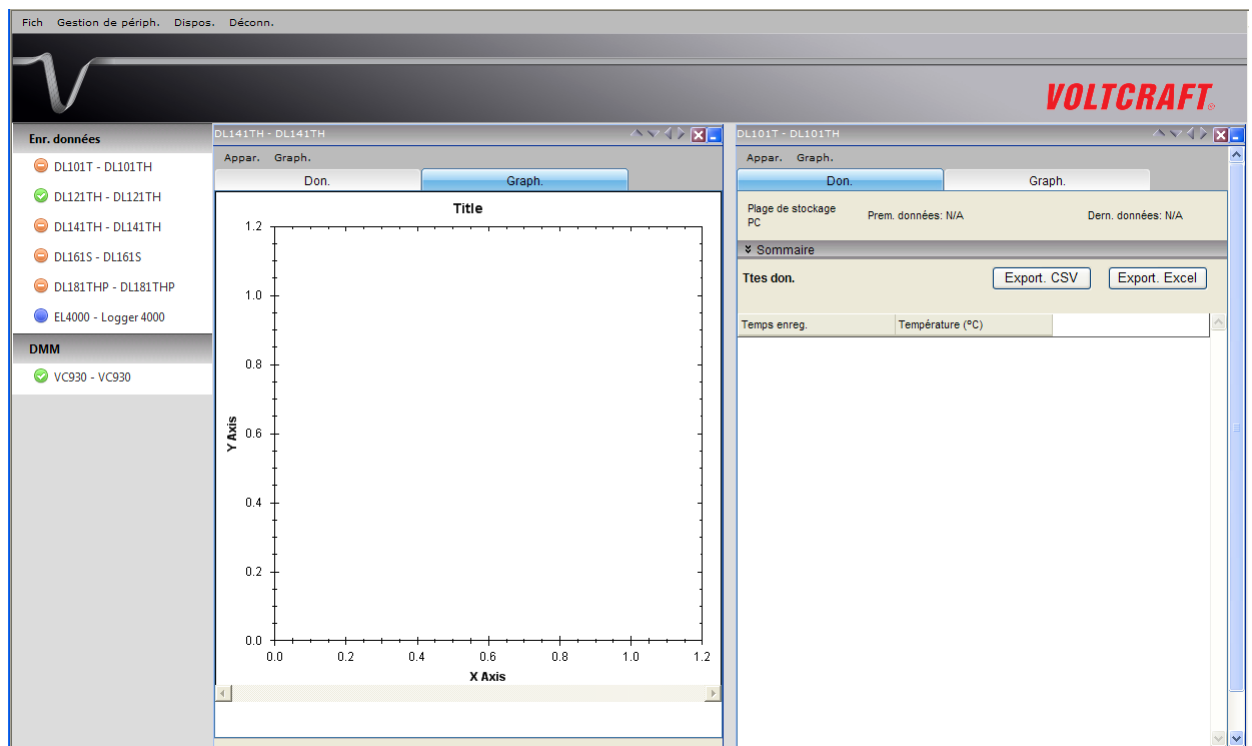 Fich Gestion de périph. Dispos. Déconn.
VOLTCRAFT®
Enr. données
DL101T - DL101TH
DL121TH - DL121TH
DL141TH - DL141TH
DL161S - DL161S
DL181THP - DL181THP
EL4000 - Logger 4000
DMM
VC930 - VC930
DL141TH - DL141TH
Appar. Graph.
Don. Graph.
Title
1.2
1.0
0.8
0.6
0.4
0.2
0.0
Y Axis
0.0 0.2 0.4 0.6 0.8 1.0 1.2
X Axis
DL101T - DL101TH
Appar. Graph.
Don. Graph.
Plage de stockage
PC
Prem. données: N/A Dern. données: N/A
Sommaire
Ttes don. Export. CSV Export. Excel
Temps enreg. Température (°C)